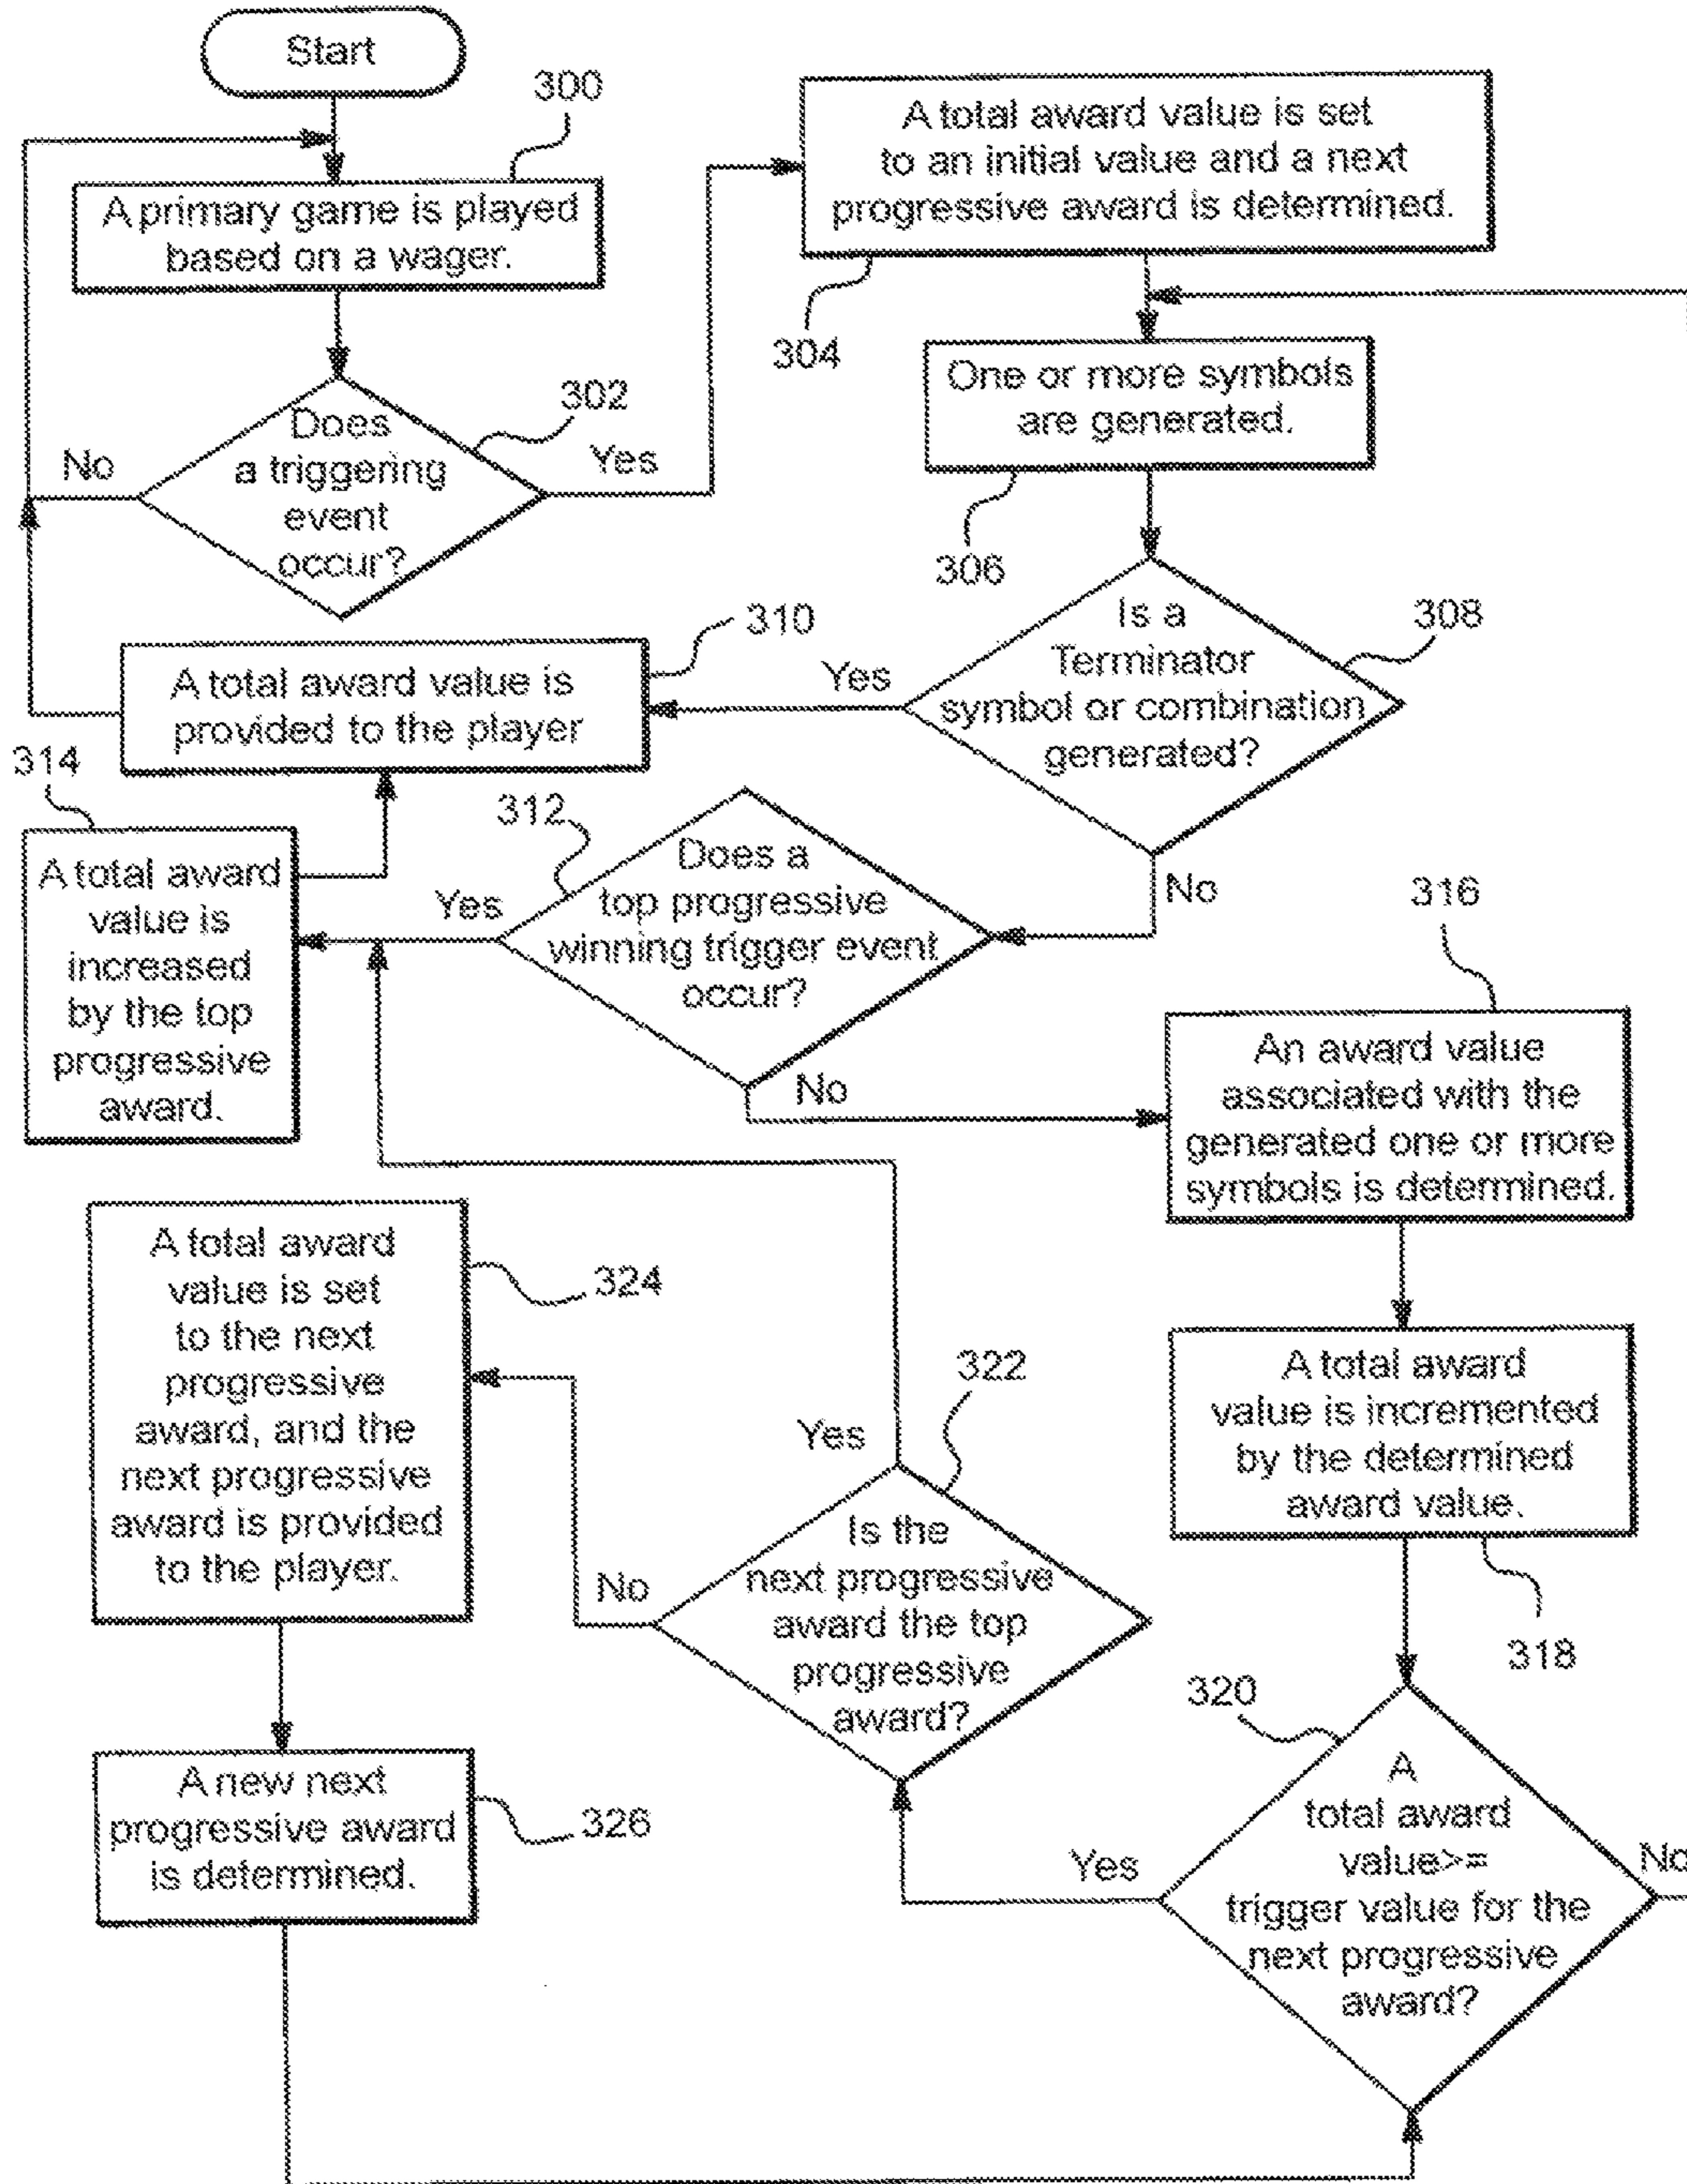 Start
300
A primary game is played
based on a wager.
302
Does
a triggering
event
occur?
No
Yes
A total award value is set
to an initial value and a next
progressive award is determined.
304
One or more symbols
are generated.
306
Is a
Terminator
symbol or combination
generated?
308
Yes
No
310
A total award value is
provided to the player
312
Does a
top progressive
winning trigger event
occur?
Yes
No
314
A total award
value is
increased
by the top
progressive
award.
316
An award value
associated with the
generated one or more
symbols is determined.
A total award
value is incremented
by the determined
award value.
318
320
A
total award
value>=
trigger value for the
next progressive
award?
Yes
No
322
Is the
next progressive
award the top
progressive
award?
Yes
No
324
A total award
value is set
to the next
progressive
award, and the
next progressive
award is provided
to the player.
A new next
progressive award
is determined.
326